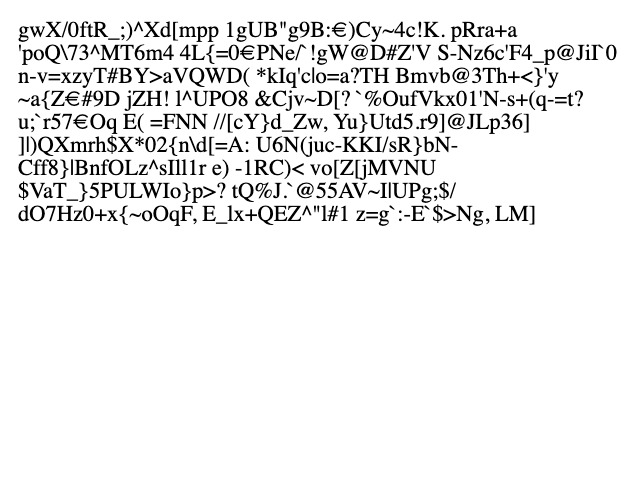 gwX/0ftR_;)^Xd[mpp 1gUB"g9B:€)Cy~4c!K. pRra+a
'poQ\73^MT6m4 4L{=0€PNe/`!gW@D#Z'V S-Nz6c'F4_p@JiI`0
n-v=xzyT#BY>aVQWD( *kIq'c|o=a?TH Bmvb@3Th+<}'y
~a{Z€#9D jZH! l^UPO8 &Cjv~D[?`%OufVkx01'N-s+(q-=t?
u;`r57€Oq E( =FNN //[cY}d_Zw, Yu}Utd5.r9]@JLp36]
]|)QXmrh$X*02{n\d[=A: U6N(juc-KKI/sR}bN-
Cff8}|BnfOLz^sIll1r e) -1RC)< vo[Z[jMVNU
$VaT_}5PULWIo}p>? tQ%J.`@55AV~I|UPg;$/
dO7Hz0+x{~oOqF, E_lx+QEZ^"l#1 z=g`:-E`$>Ng, LM]